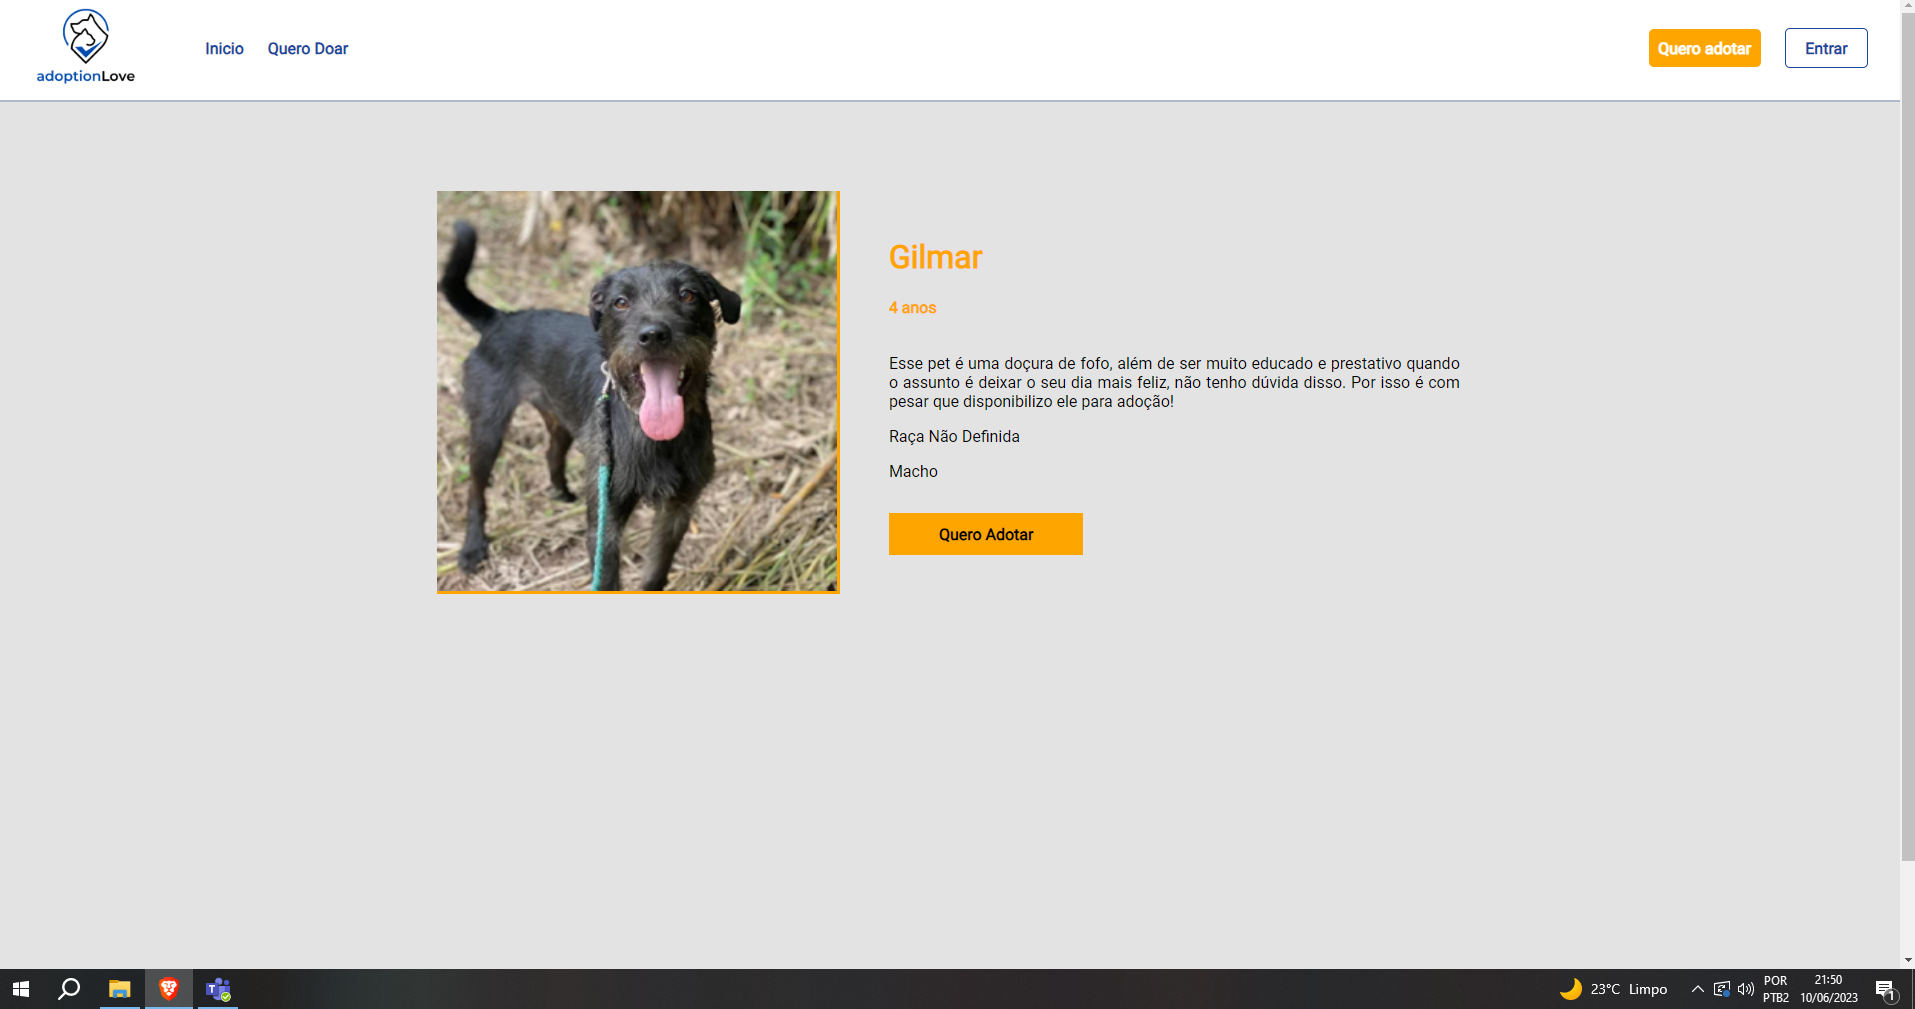 adoptionLove
Inicio
Quero Doar
Quero adotar
Entrar
Gilmar
4 anos
Esse pet é uma doçura de fofo, além de ser muito educado e prestativo quando
o assunto é deixar o seu dia mais feliz, não tenho dúvida disso. Por isso é com
pesar que disponibilizo ele para adoção!
Raça Não Definida
Macho
Quero Adotar
23°C Limpo
POR
PTB2
21:50
10/06/2023
1